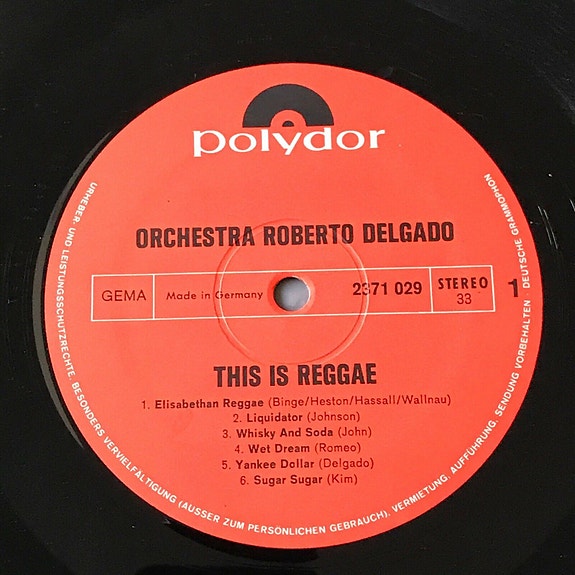 polydor
ORCHESTRA ROBERTO DELGADO
GEMA
Made in Germany
2371 029
STEREO
33
1
THIS IS REGGAE
1. Elisabethan Reggae (Binge/Heston/Hassall/Wallnau)
2. Liquidator (Johnson)
3. Whisky And Soda (John)
4. Wet Dream (Romeo)
5. Yankee Dollar (Delgado)
6. Sugar Sugar (Kim)
URHEBER- UND LEISTUNGSSCHUTZRECHTE, BESONDERS VERVIELFÄLTIGUNG (AUSSER ZUM PERSÖNLICHEN GEBRAUCH), VERMIETUNG, AUFFÜHRUNG, SENDUNG VORBEHALTEN DEUTSCHE GRAMMOPHON